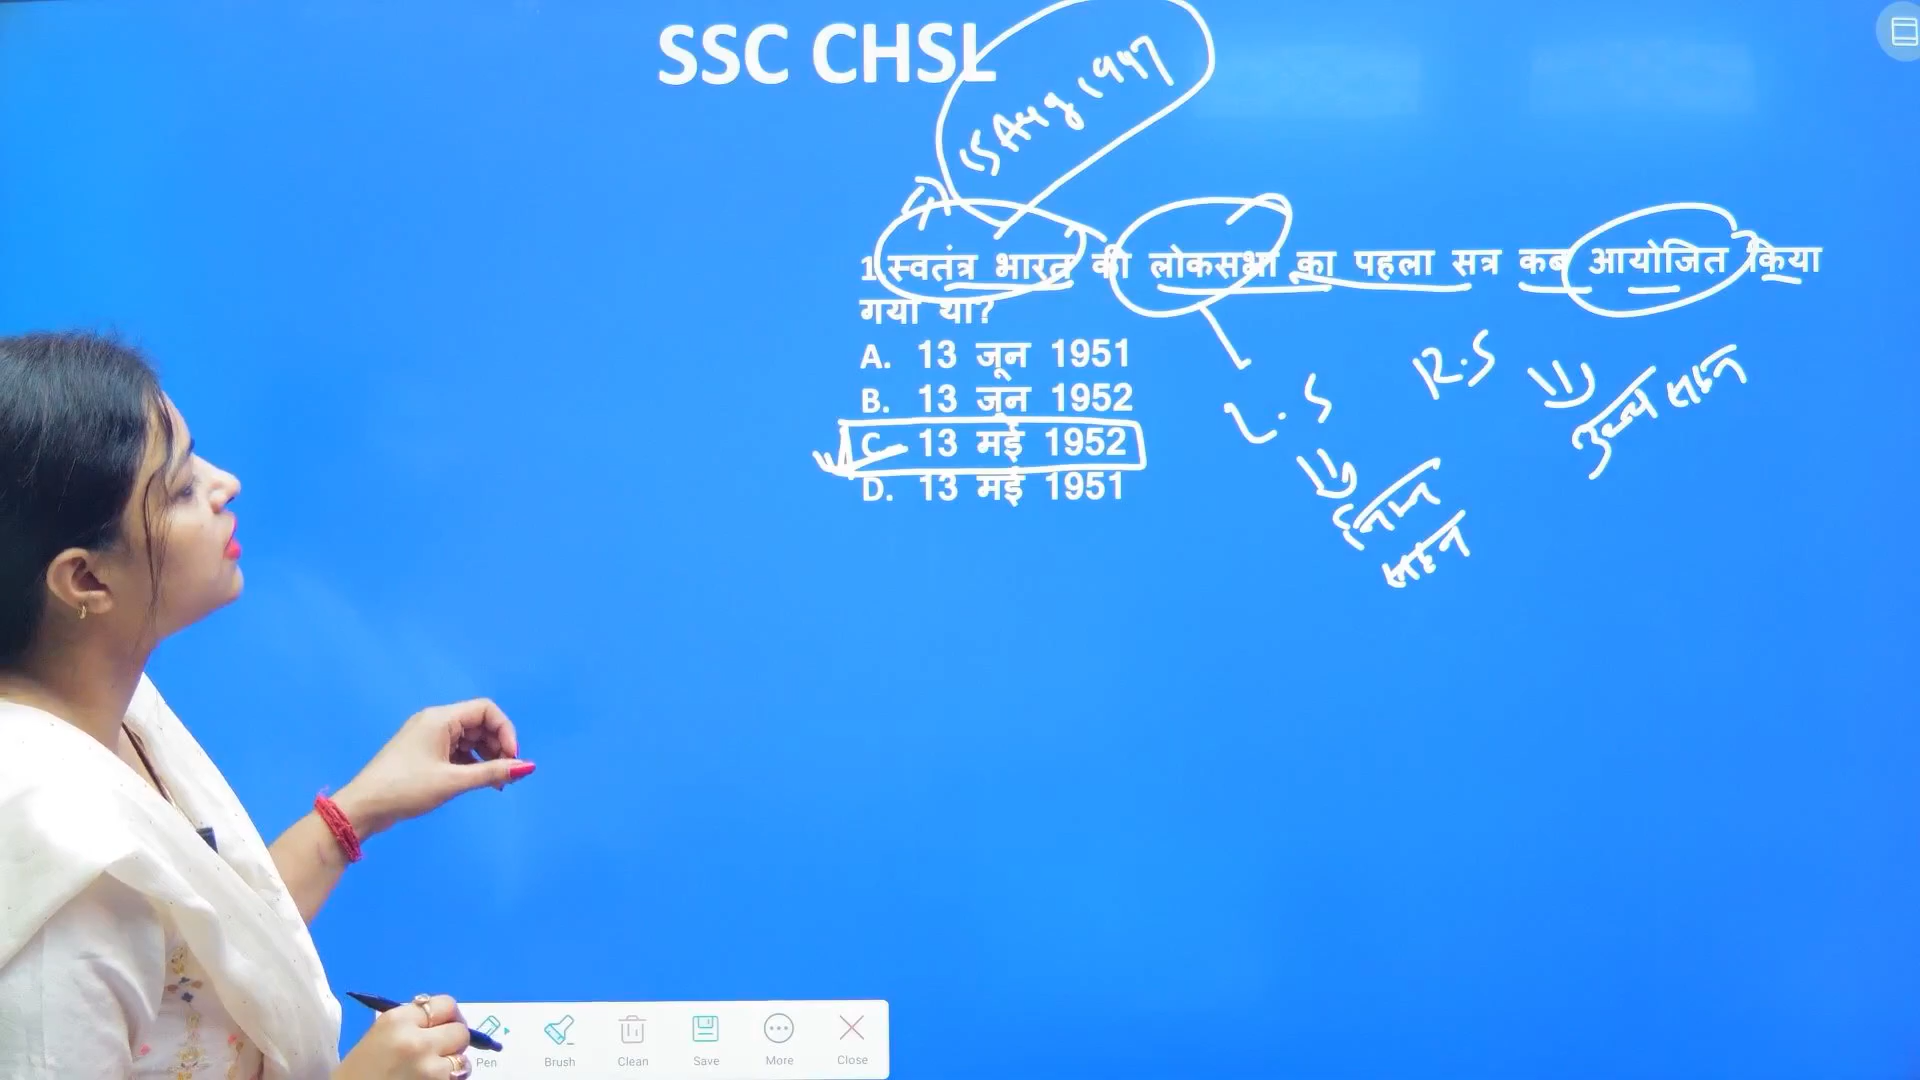 SSC CHSL
15 Aug 1947
1.स्वतंत्र भारत की लोकसभा का पहला सत्र कब आयोजित किया
गया था?
A. 13 जून 1951
B. 13 जून 1952
C. 13 मई 1952
D. 13 मई 1951
L.S
R.S
उच्च सदन
निम्न
सदन
Pen Brush Clean Save More Close